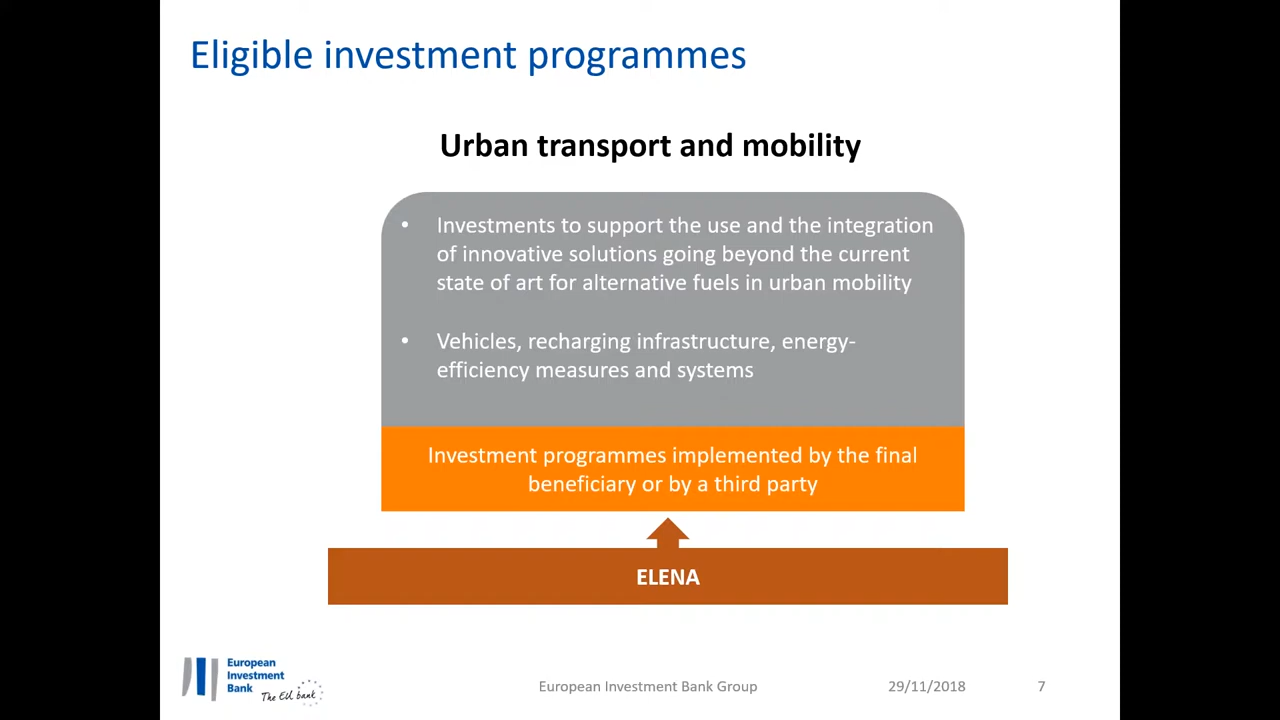 Eligible investment programmes
Urban transport and mobility
• Investments to support the use and the integration
of innovative solutions going beyond the current
state of art for alternative fuels in urban mobility
• Vehicles, recharging infrastructure, energy-
efficiency measures and systems
Investment programmes implemented by the final
beneficiary or by a third party
ELENA
European
Investment
Bank
The EU bank
European Investment Bank Group
29/11/2018
7